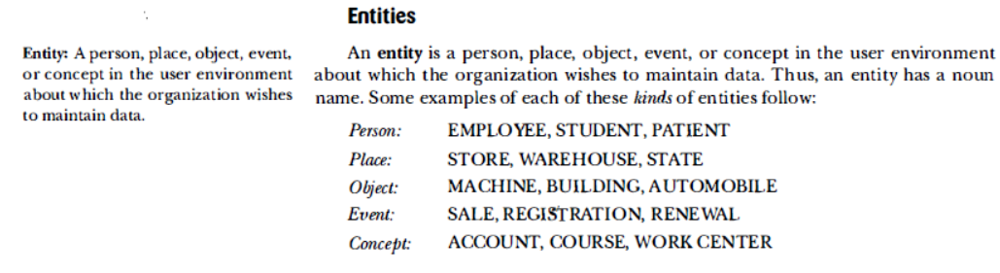 Entities
Entity: A person, place, object, event,
or concept in the user environment
about which the organization wishes
to maintain data.
An entity is a person, place, object, event, or concept in the user environment
about which the organization wishes to maintain data. Thus, an entity has a noun
name. Some examples of each of these kinds of entities follow:
Person: EMPLOYEE, STUDENT, PATIENT
Place: STORE, WAREHOUSE, STATE
Object: MACHINE, BUILDING, AUTOMOBILE
Event: SALE, REGISTRATION, RENEWAL
Concept: ACCOUNT, COURSE, WORK CENTER